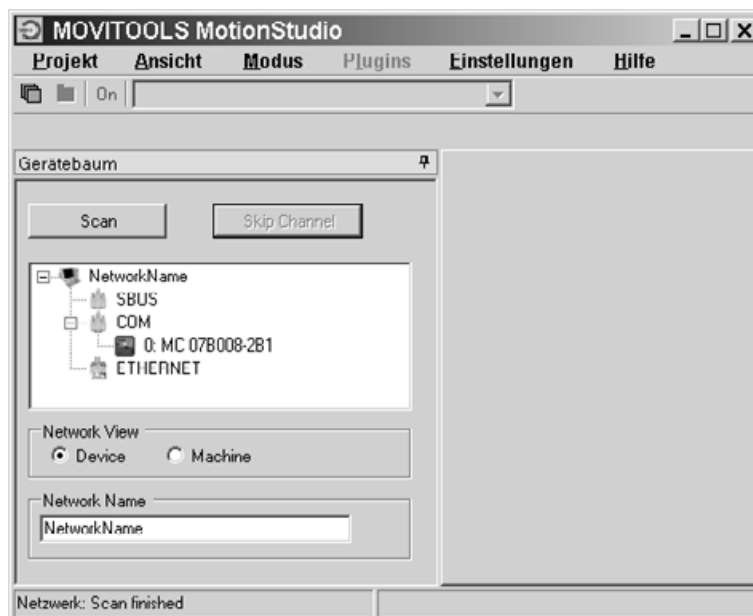 MOVITOOLS MotionStudio
Projekt Ansicht Modus Plugins Einstellungen Hilfe
On
Gerätebaum
Scan Skip Channel
NetworkName
SBUS
COM
0: MC 07B008-2B1
ETHERNET
Network View
Device Machine
Network Name
NetworkName
Netzwerk: Scan finished